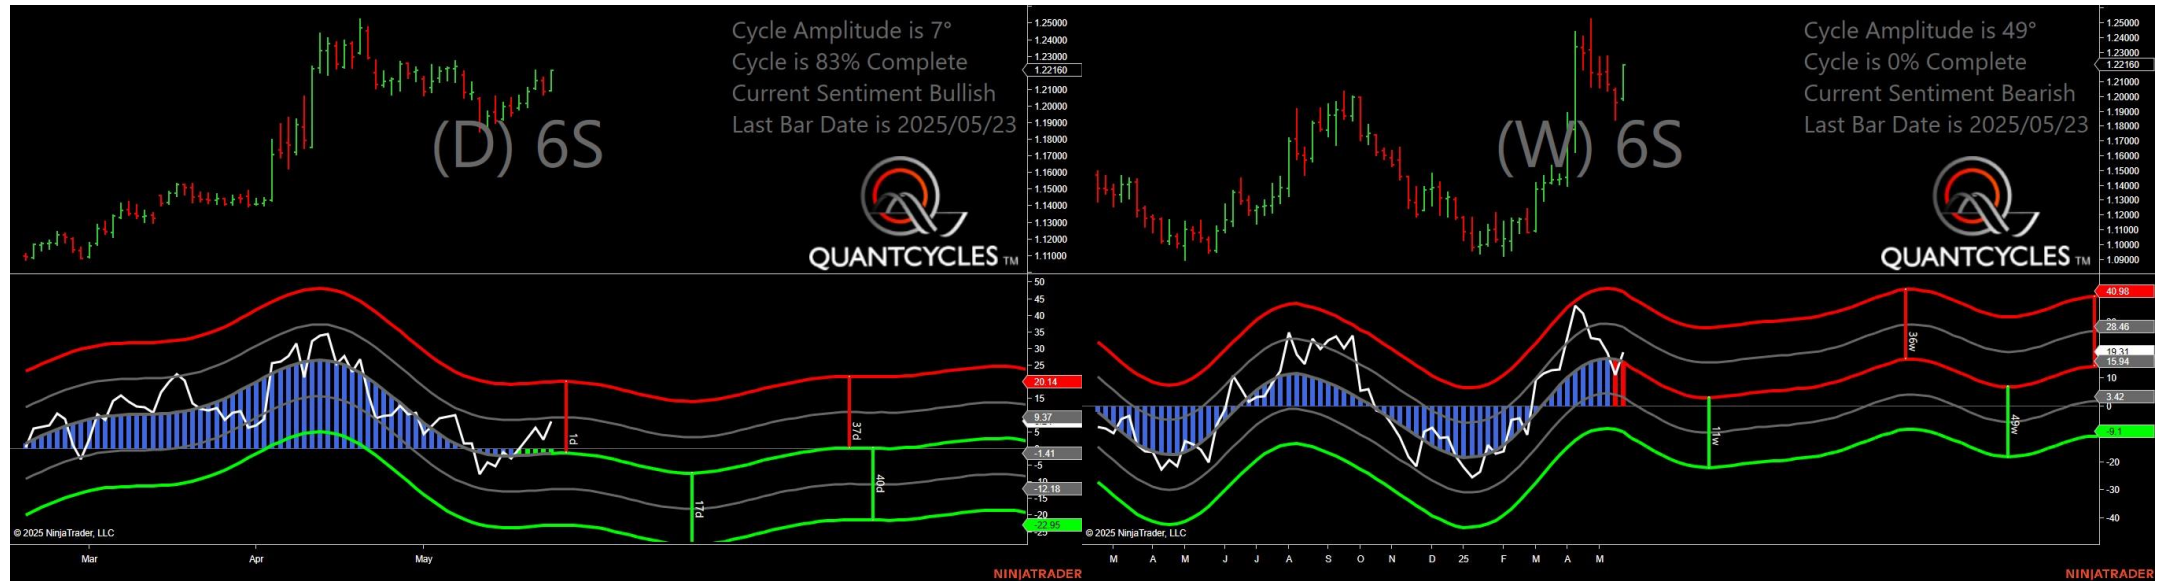 Cycle Amplitude is 7°
Cycle is 83% Complete
Current Sentiment Bullish
Last Bar Date is 2025/05/23
(D) 6S
QUANTCYCLES TM
1.25000
1.24000
1.23000
1.22160
1.21000
1.20000
1.19000
1.18000
1.17000
1.16000
1.15000
1.14000
1.13000
1.12000
1.11000
50
45
40
35
30
25
20.14
15
9.37
5
-1.41
-5
-12.18
-15
-20
-22.95
-25
1d
17d
37d
40d
© 2025 NinjaTrader, LLC
Mar
Apr
May
NINJATRADER
Cycle Amplitude is 49°
Cycle is 0% Complete
Current Sentiment Bearish
Last Bar Date is 2025/05/23
(W) 6S
QUANTCYCLES TM
1.25000
1.24000
1.23000
1.22160
1.21000
1.20000
1.19000
1.18000
1.17000
1.16000
1.15000
1.14000
1.13000
1.12000
1.11000
1.10000
1.09000
40.98
28.46
19.31
15.94
10
3.42
0
-9.1
-20
-30
-40
11w
36w
49w
© 2025 NinjaTrader, LLC
M A M J J A S O N D 25 F M A M
NINJATRADER